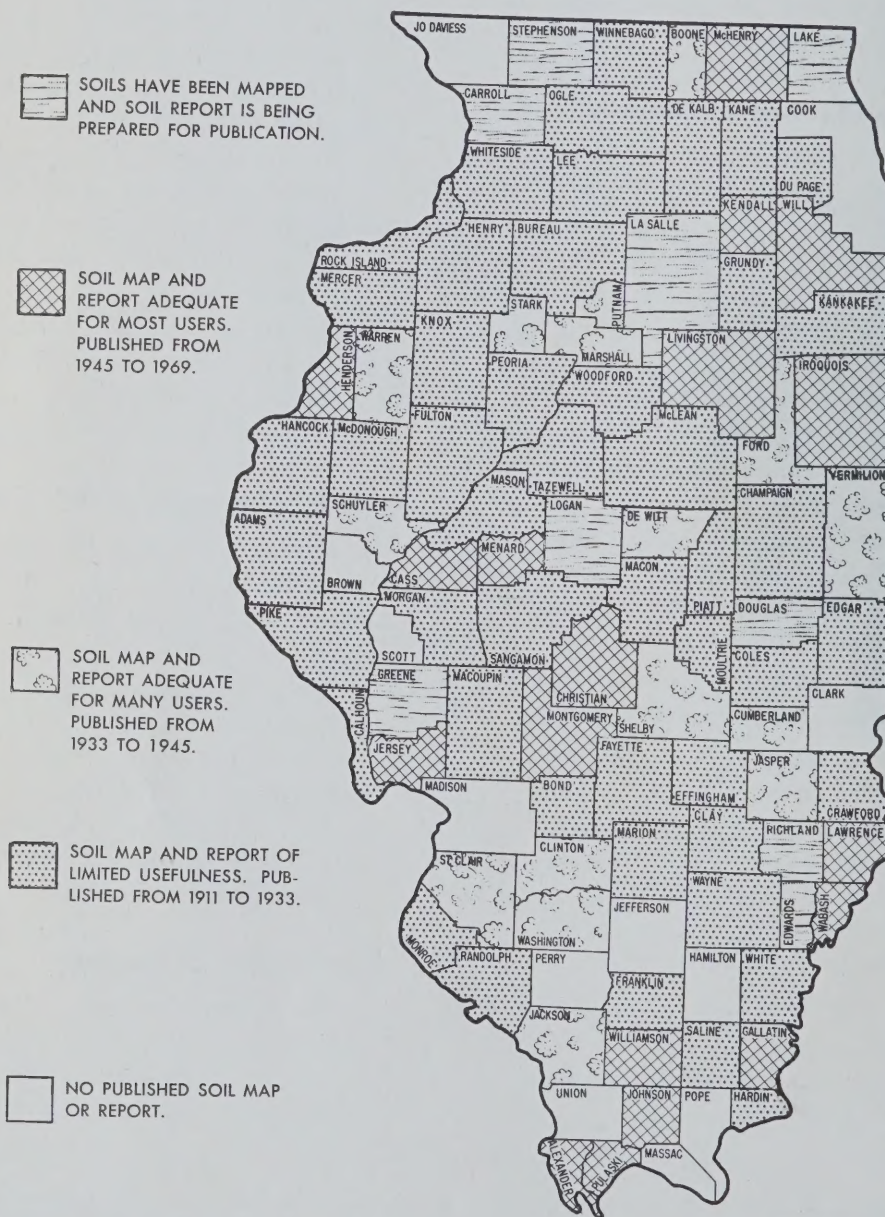 SOILS HAVE BEEN MAPPED
AND SOIL REPORT IS BEING
PREPARED FOR PUBLICATION.
SOIL MAP AND
REPORT ADEQUATE
FOR MOST USERS.
PUBLISHED FROM
1945 TO 1969.
SOIL MAP AND
REPORT ADEQUATE
FOR MANY USERS.
PUBLISHED FROM
1933 TO 1945.
SOIL MAP AND REPORT OF
LIMITED USEFULNESS. PUB-
LISHED FROM 1911 TO 1933.
NO PUBLISHED SOIL MAP
OR REPORT.
JO DAVIESS
STEPHENSON
WINNEBAGO
BOONE
McHENRY
LAKE
CARROLL
OGLE
DE KALB
KANE
COOK
WHITESIDE
LEE
DU PAGE
KENDALL
WILL
HENRY
BUREAU
LA SALLE
GRUNDY
ROCK ISLAND
MERCER
PUTNAM
KANKAKEE
STARK
KNOX
HENDERSON
WARREN
MARSHALL
LIVINGSTON
PEORIA
WOODFORD
IROQUOIS
HANCOCK
McDONOUGH
FULTON
McLEAN
FORD
MASON
TAZEWELL
VERMILION
SCHUYLER
LOGAN
DE WITT
CHAMPAIGN
ADAMS
MENARD
BROWN
CASS
MACON
PIKE
MORGAN
PIATT
DOUGLAS
EDGAR
SCOTT
SANGAMON
MOULTRIE
COLES
GREENE
MACOUPIN
CHRISTIAN
CLARK
CALHOUN
MONTGOMERY
SHELBY
CUMBERLAND
JERSEY
FAYETTE
JASPER
MADISON
BOND
EFFINGHAM
CRAWFORD
CLAY
MARION
RICHLAND
LAWRENCE
CLINTON
ST. CLAIR
WAYNE
EDWARDS
WABASH
JEFFERSON
WASHINGTON
MONROE
RANDOLPH
PERRY
HAMILTON
WHITE
FRANKLIN
JACKSON
WILLIAMSON
SALINE
GALLATIN
UNION
JOHNSON
POPE
HARDIN
ALEXANDER
PULASKI
MASSAC